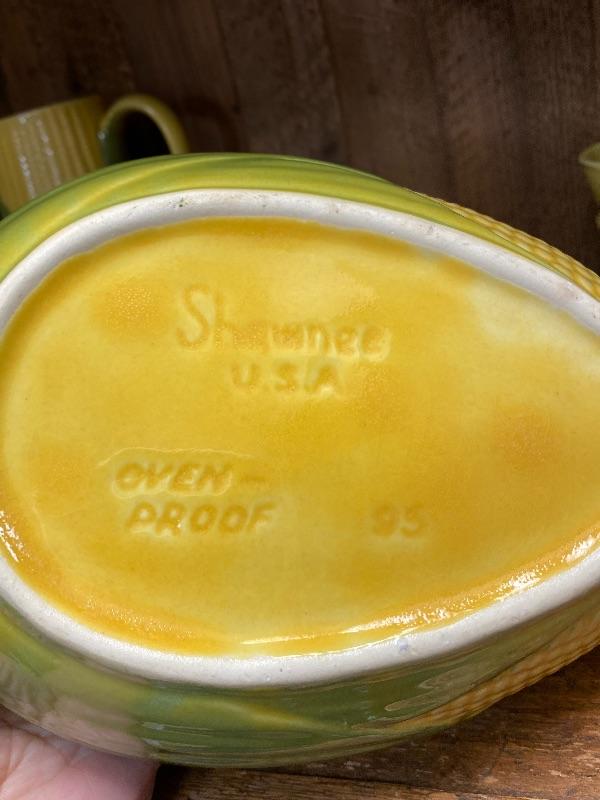 Shawnee
U.S.A
OVEN-
PROOF 95